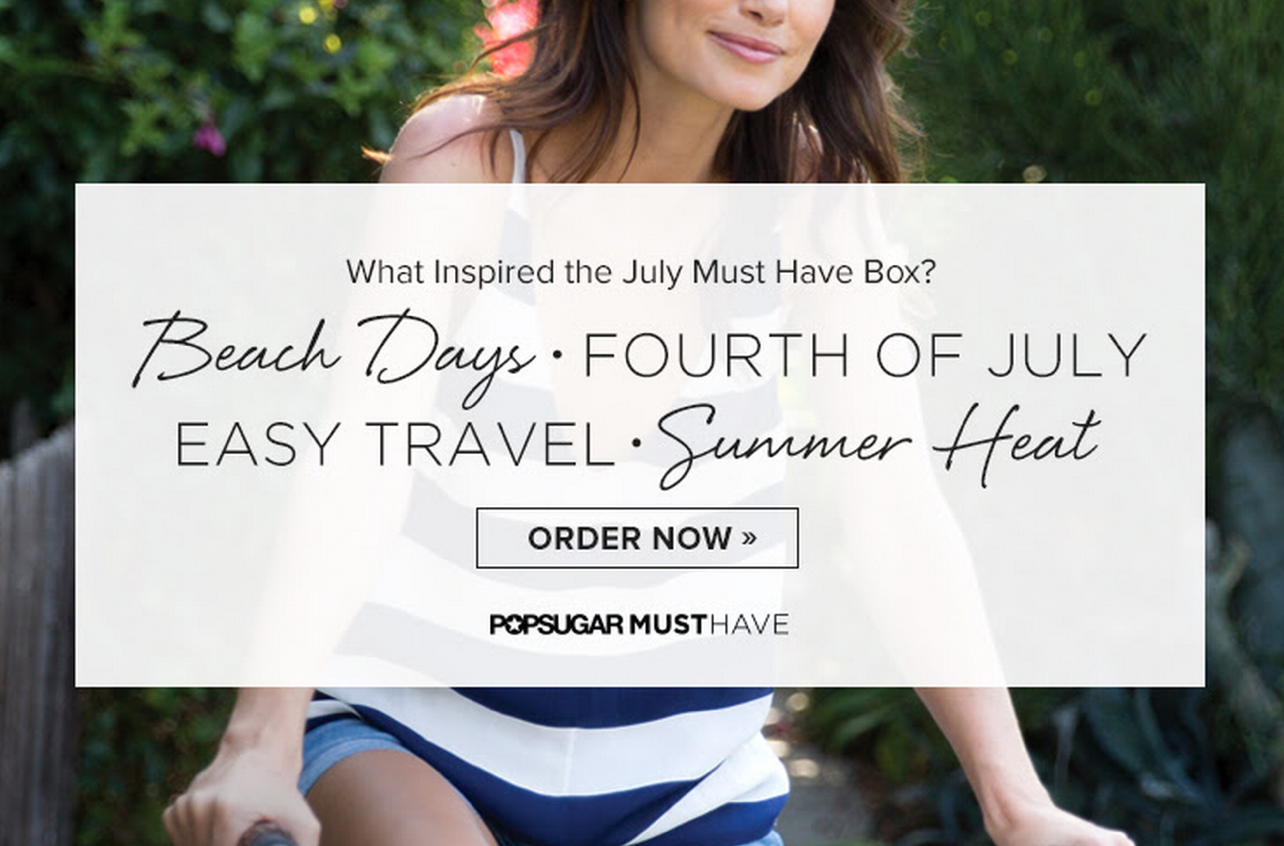 What Inspired the July Must Have Box?
Beach Days • FOURTH OF JULY
EASY TRAVEL • Summer Heat
ORDER NOW »
POPSUGAR MUSTHAVE